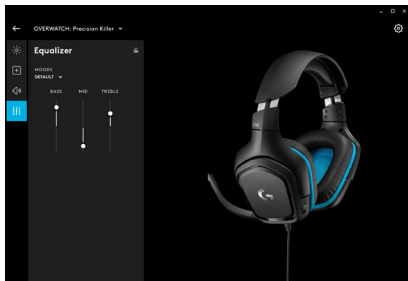 OVERWATCH: Precision Killer
Equalizer
MOODS
DEFAULT
BASS MID TREBLE